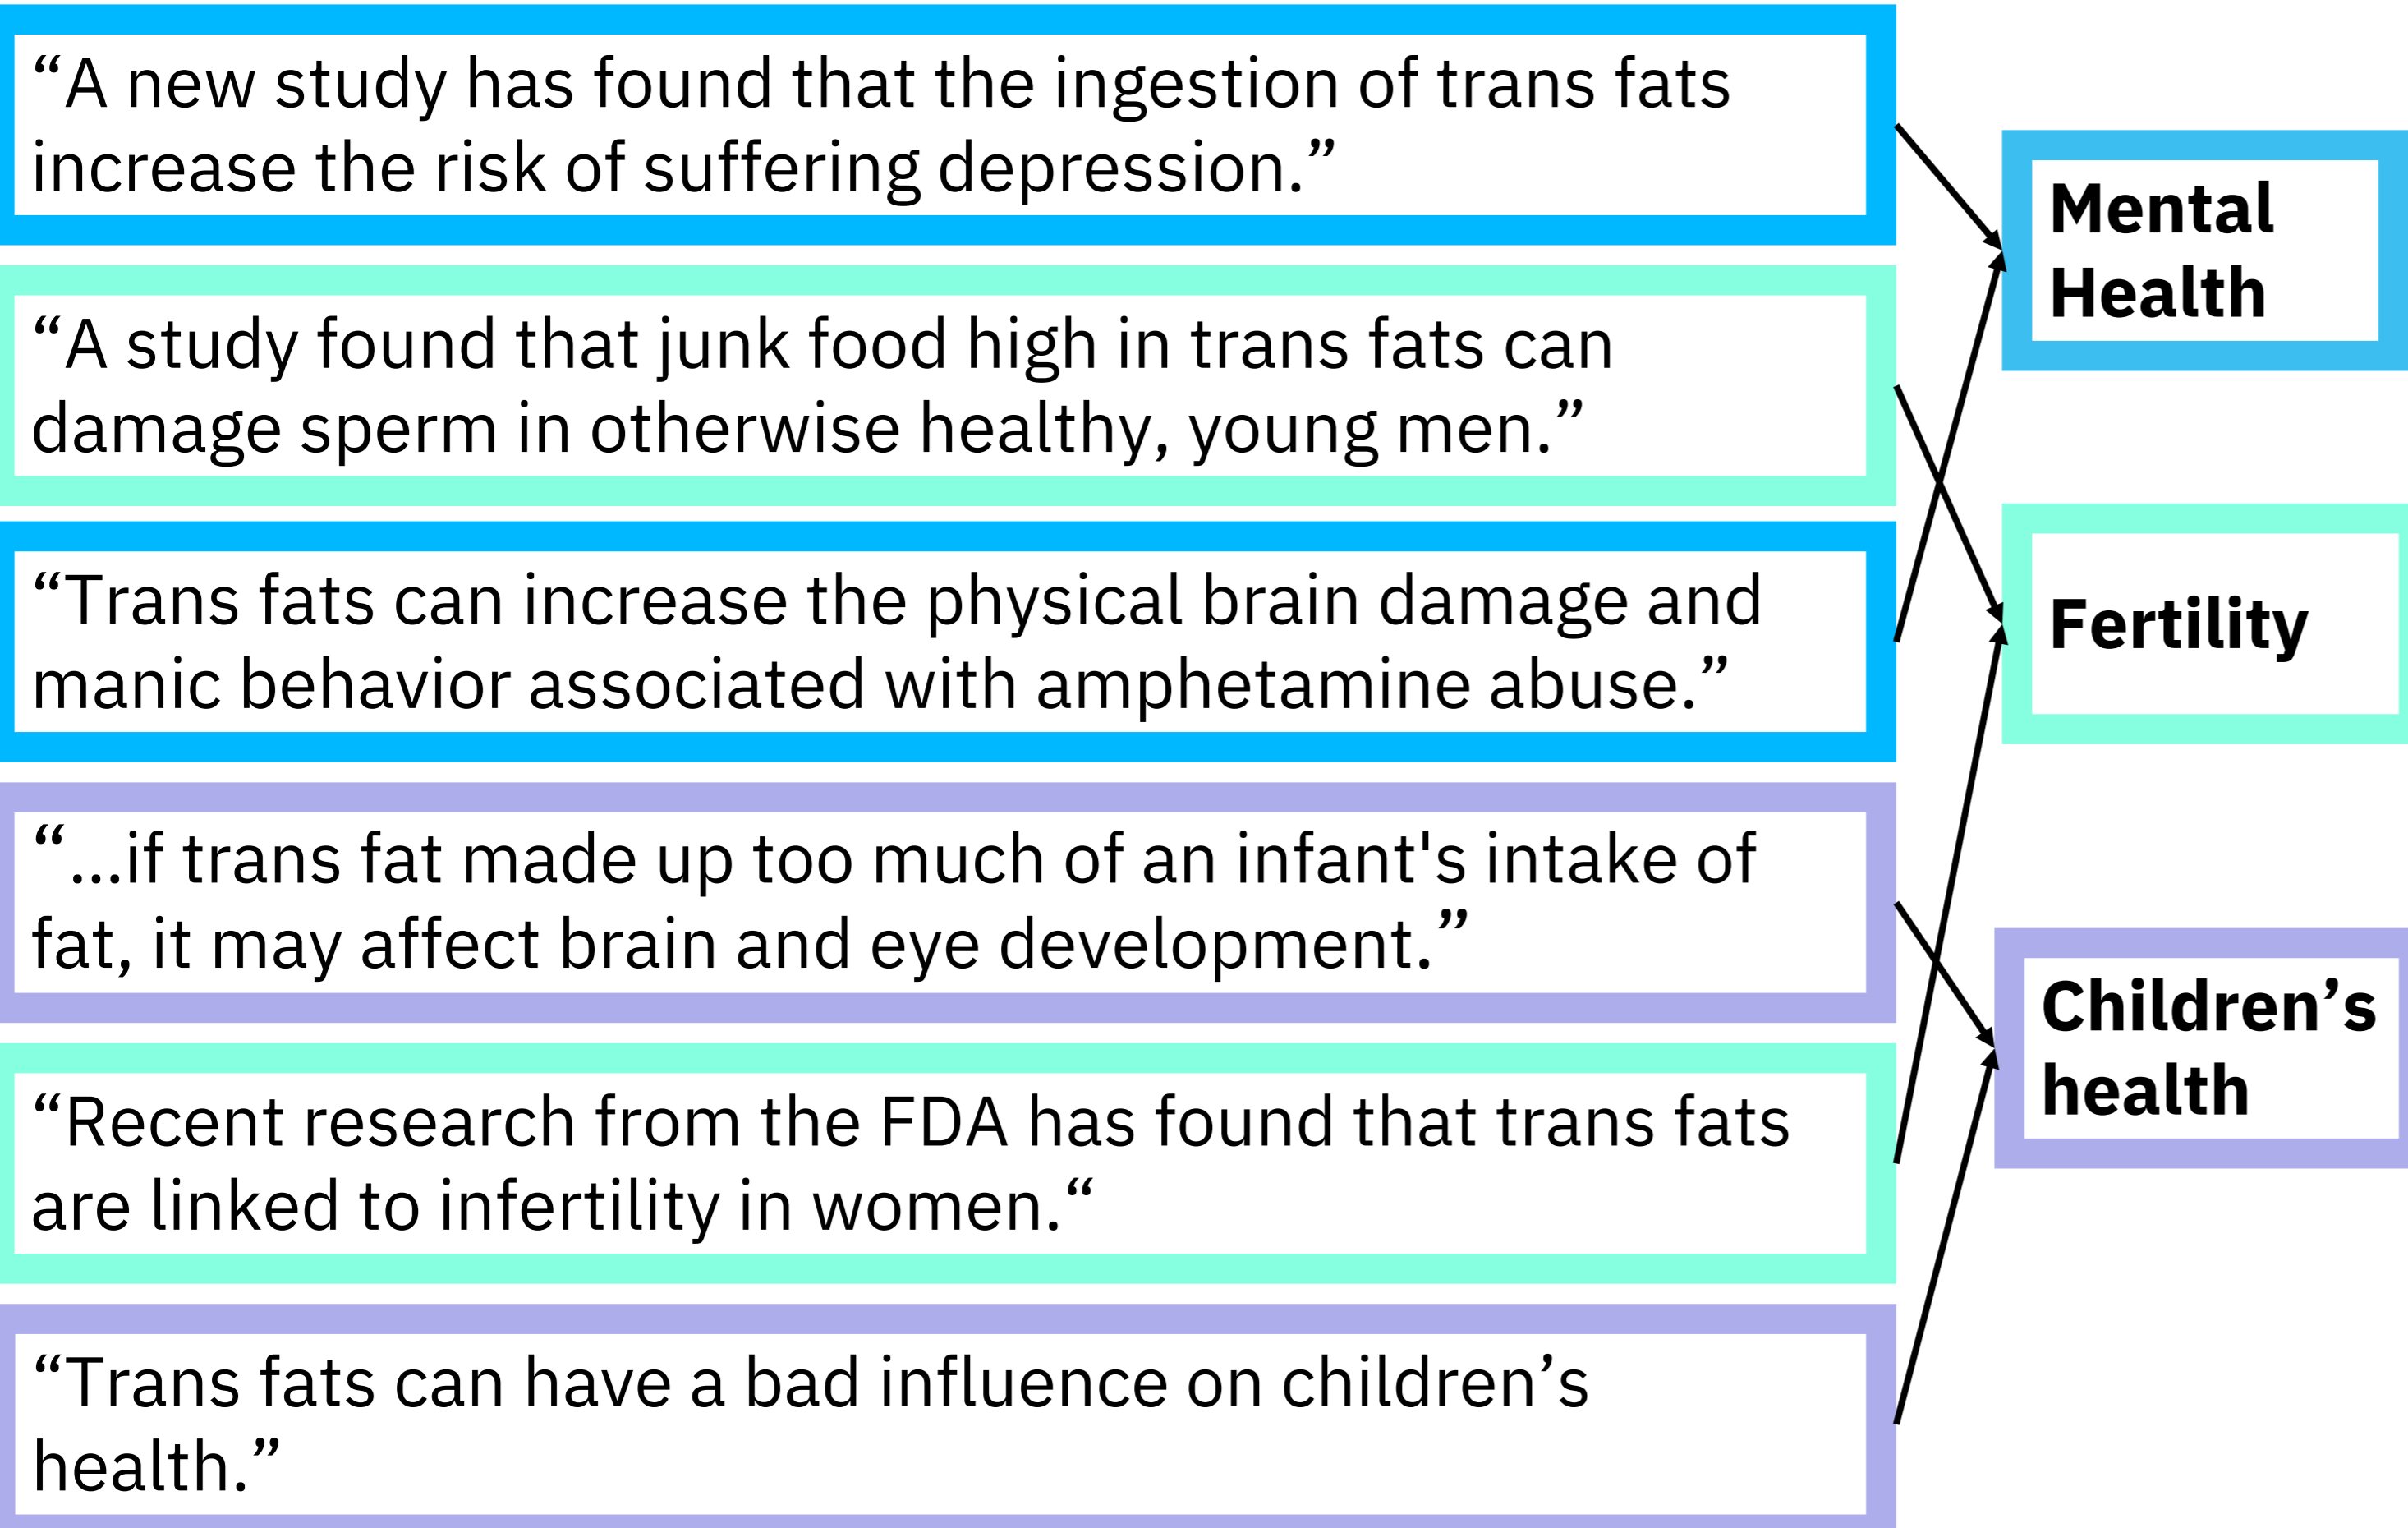 “A new study has found that the ingestion of trans fats
increase the risk of suffering depression.”
“A study found that junk food high in trans fats can
damage sperm in otherwise healthy, young men.”
“Trans fats can increase the physical brain damage and
manic behavior associated with amphetamine abuse.”
“…if trans fat made up too much of an infant's intake of
fat, it may affect brain and eye development.”
“Recent research from the FDA has found that trans fats
are linked to infertility in women.“
“Trans fats can have a bad influence on children’s
health.”
Mental
Health
Fertility
Children’s
health